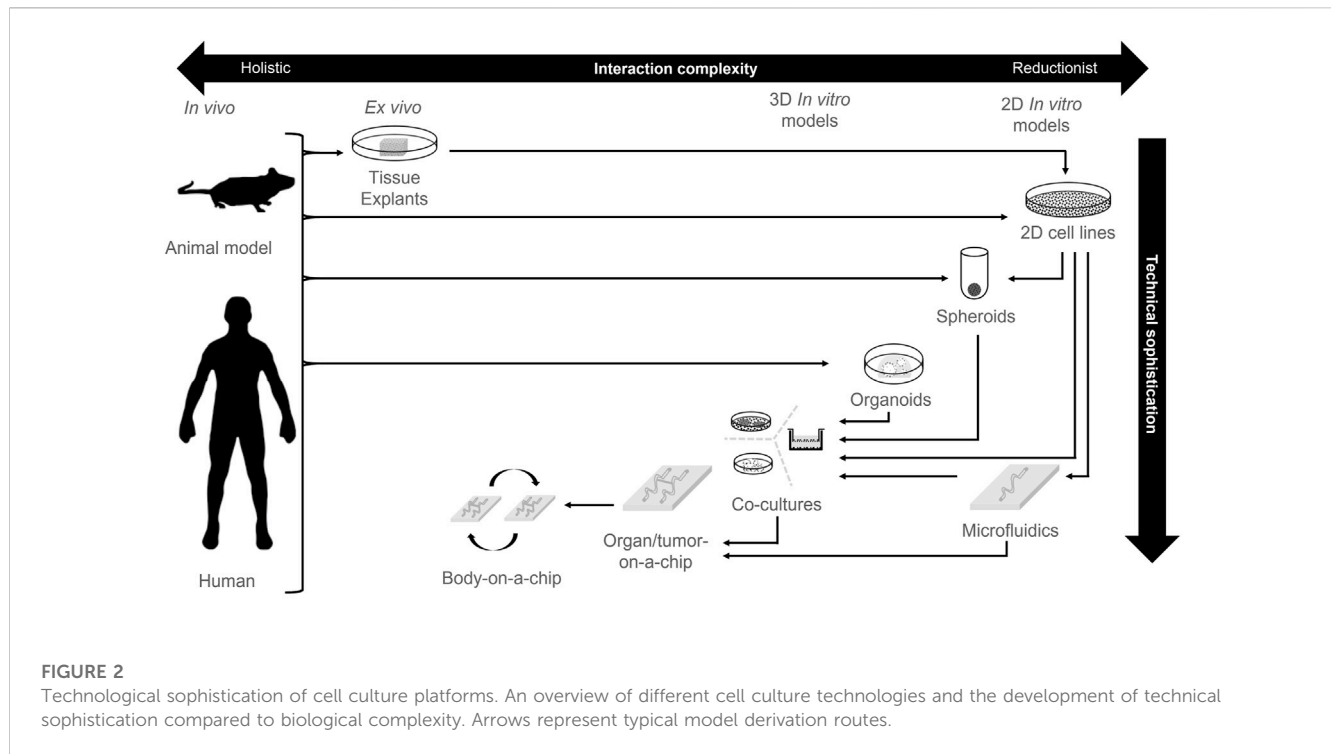 Holistic
Interaction complexity
Reductionist
In vivo
Ex vivo
3D In vitro
models
2D In vitro
models
Tissue
Explants
Animal model
2D cell lines
Technical sophistication
Spheroids
Organoids
Co-cultures
Microfluidics
Organ/tumor-
on-a-chip
Body-on-a-chip
Human
FIGURE 2
Technological sophistication of cell culture platforms. An overview of different cell culture technologies and the development of technical
sophistication compared to biological complexity. Arrows represent typical model derivation routes.